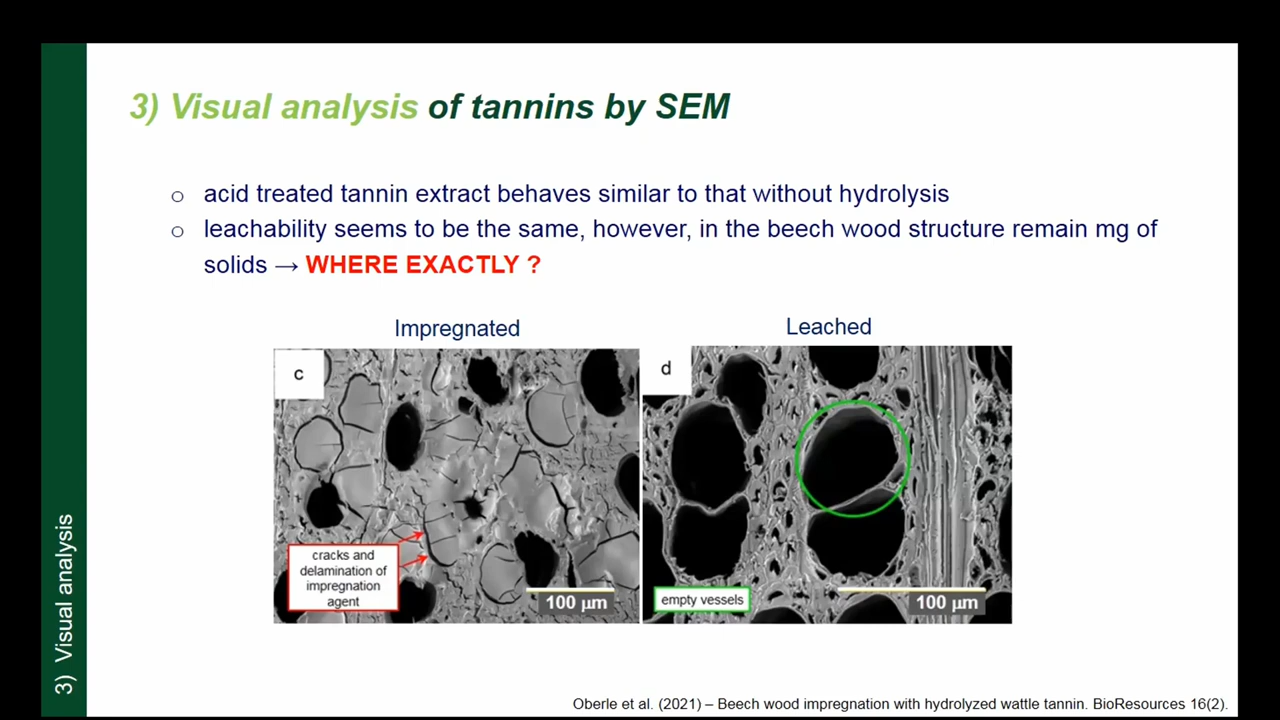 3) Visual analysis of tannins by SEM
o acid treated tannin extract behaves similar to that without hydrolysis
o leachability seems to be the same, however, in the beech wood structure remain mg of
solids → WHERE EXACTLY ?
Impregnated
Leached
c
d
cracks and
delamination of
impregnation
agent
100 µm
empty vessels
100 µm
3) Visual analysis
Oberle et al. (2021) – Beech wood impregnation with hydrolyzed wattle tannin. BioResources 16(2).